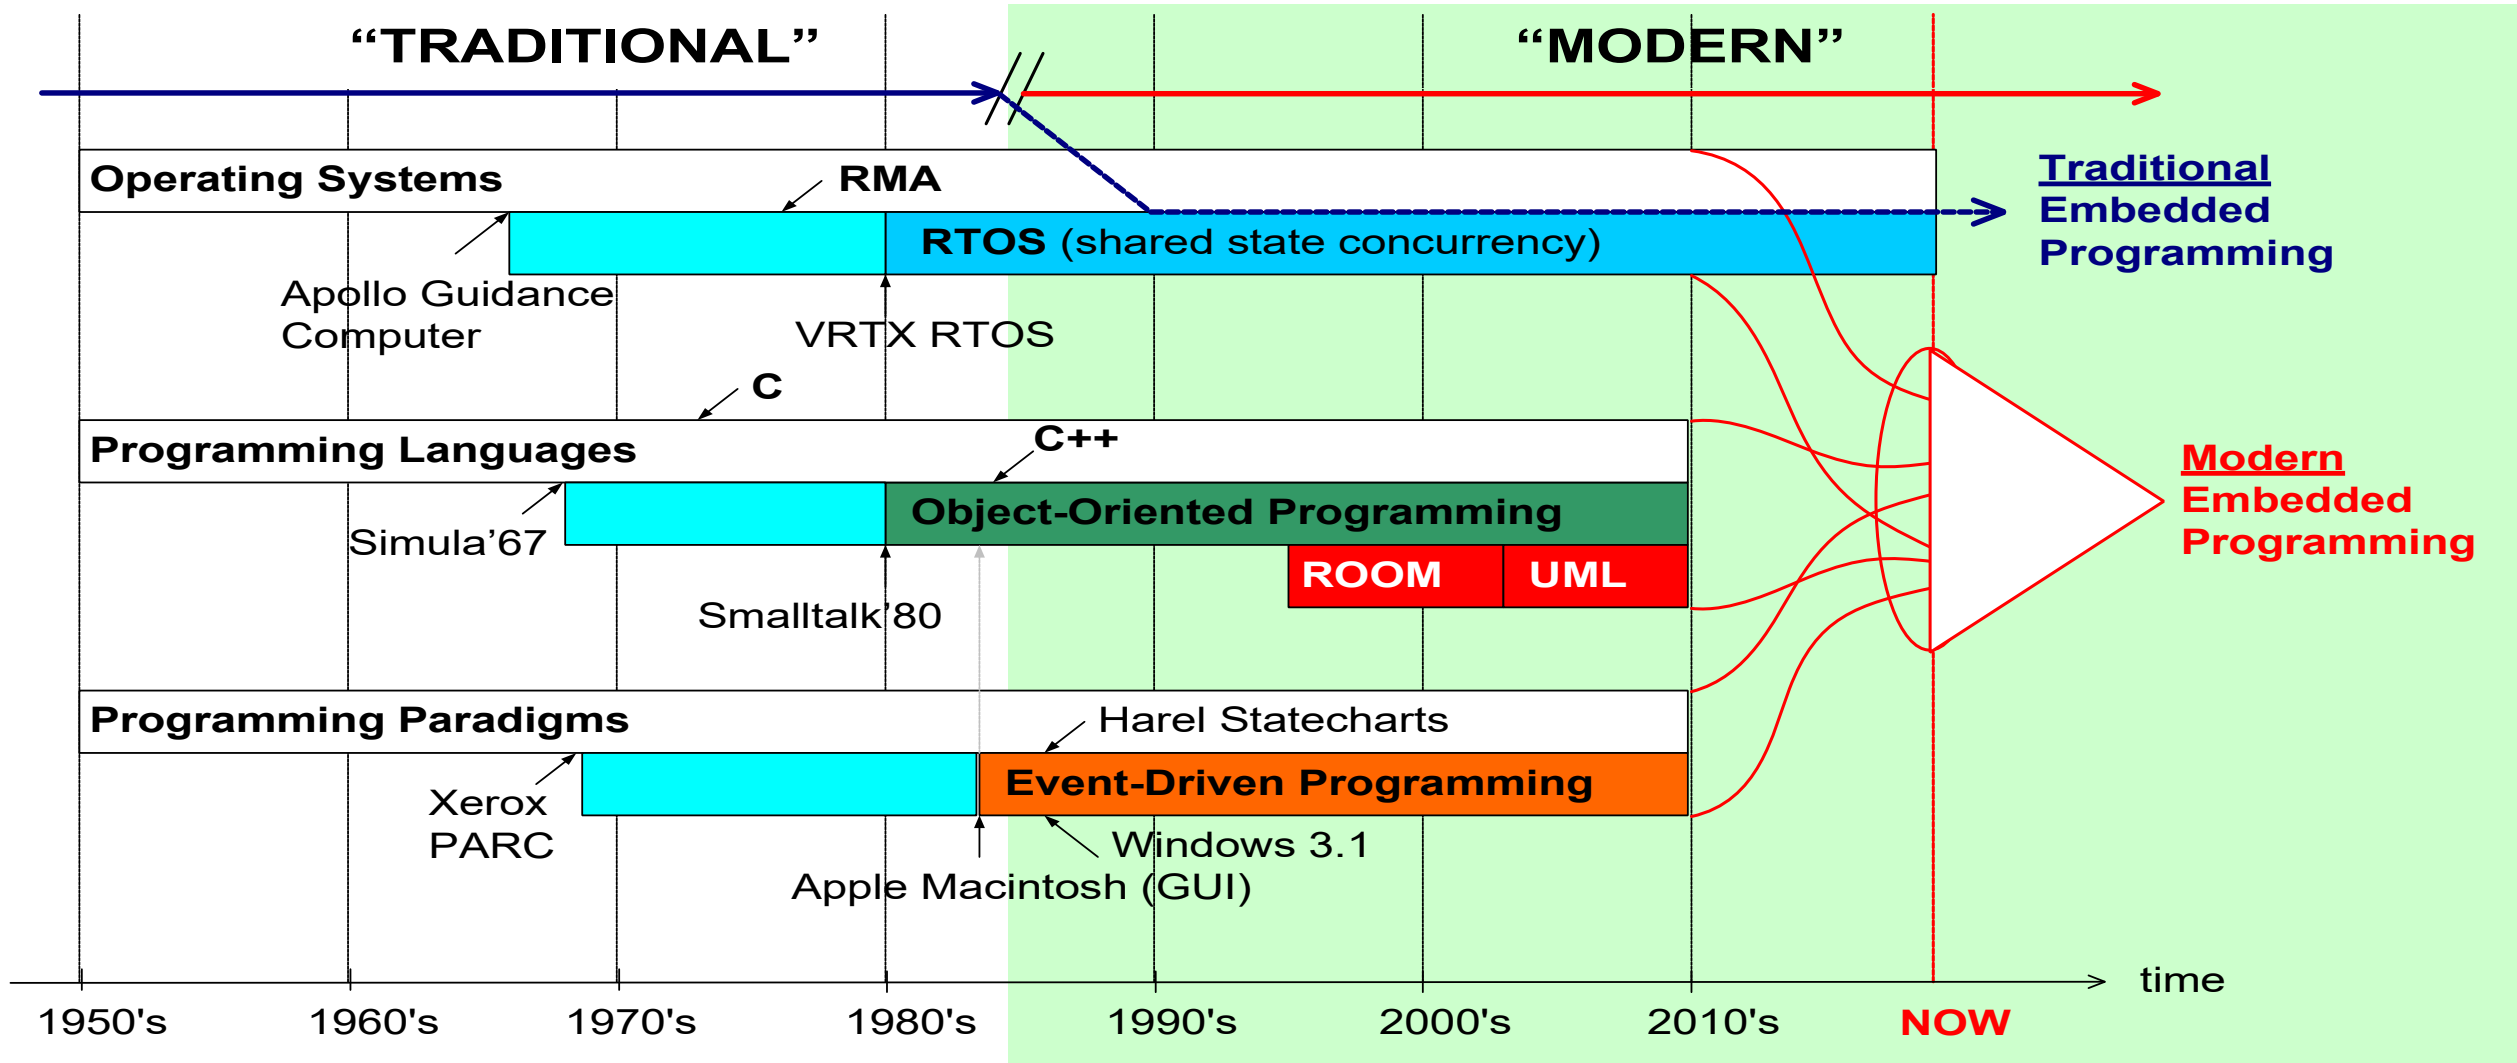 “TRADITIONAL”
“MODERN”
Operating Systems
RMA
Traditional
Embedded
Programming
RTOS (shared state concurrency)
Apollo Guidance
Computer
VRTX RTOS
C
Programming Languages
C++
Modern
Embedded
Programming
Object-Oriented Programming
Simula’67
ROOM
UML
Smalltalk’80
Programming Paradigms
Harel Statecharts
Event-Driven Programming
Xerox
PARC
Windows 3.1
Apple Macintosh (GUI)
time
1950's
1960's
1970's
1980's
1990's
2000's
2010's
NOW